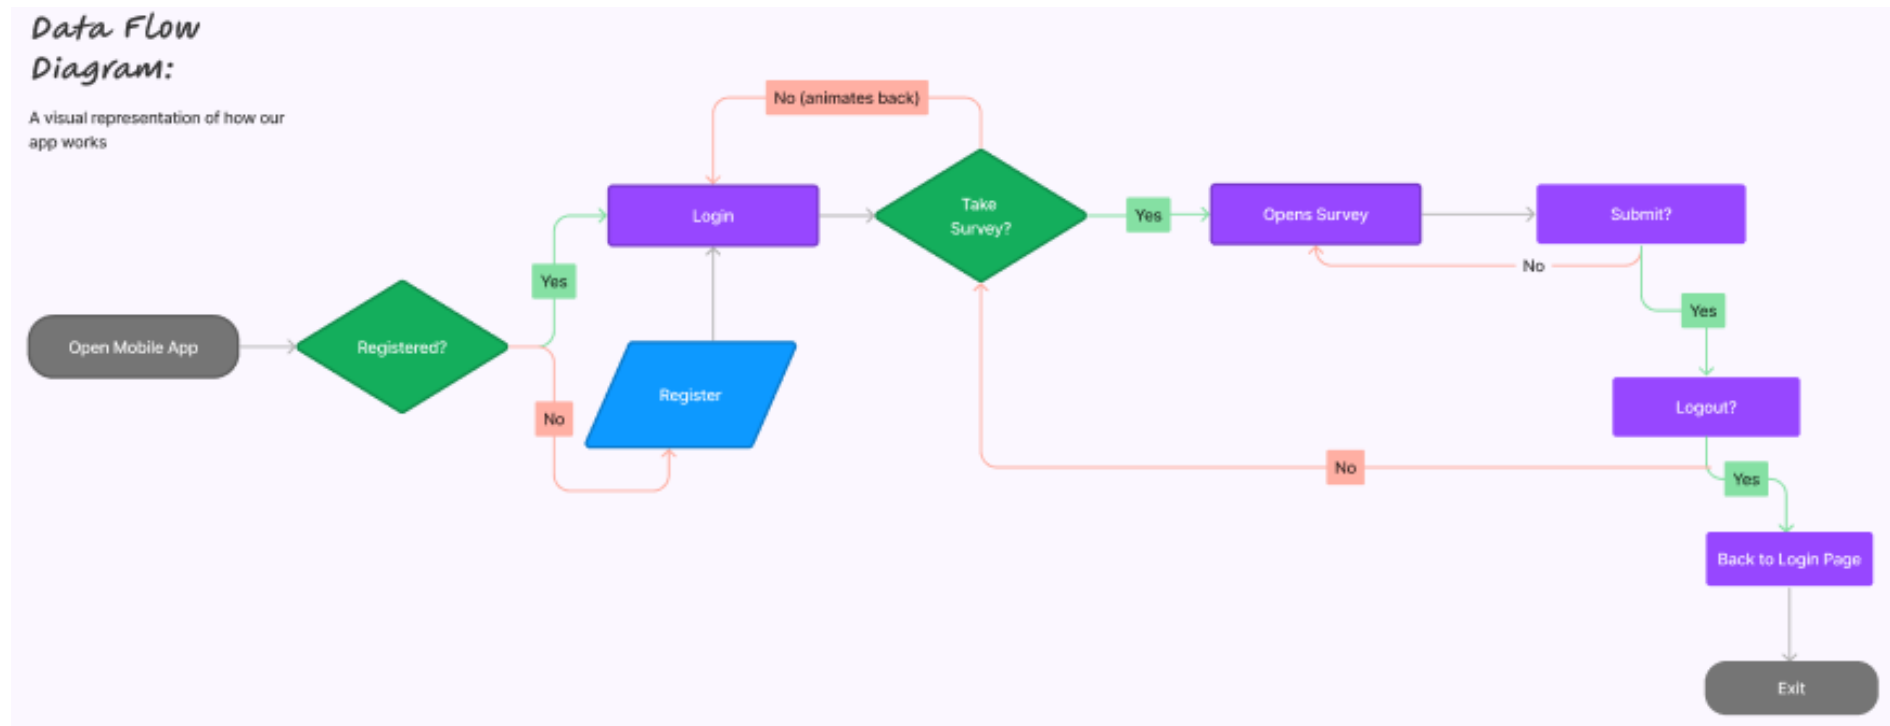 Data Flow
Diagram:
A visual representation of how our
app works
No (animates back)
Login
Take
Survey?
Yes
Opens Survey
Submit?
No
Yes
Yes
Open Mobile App
Registered?
Register
No
Logout?
No
Yes
Back to Login Page
Exit